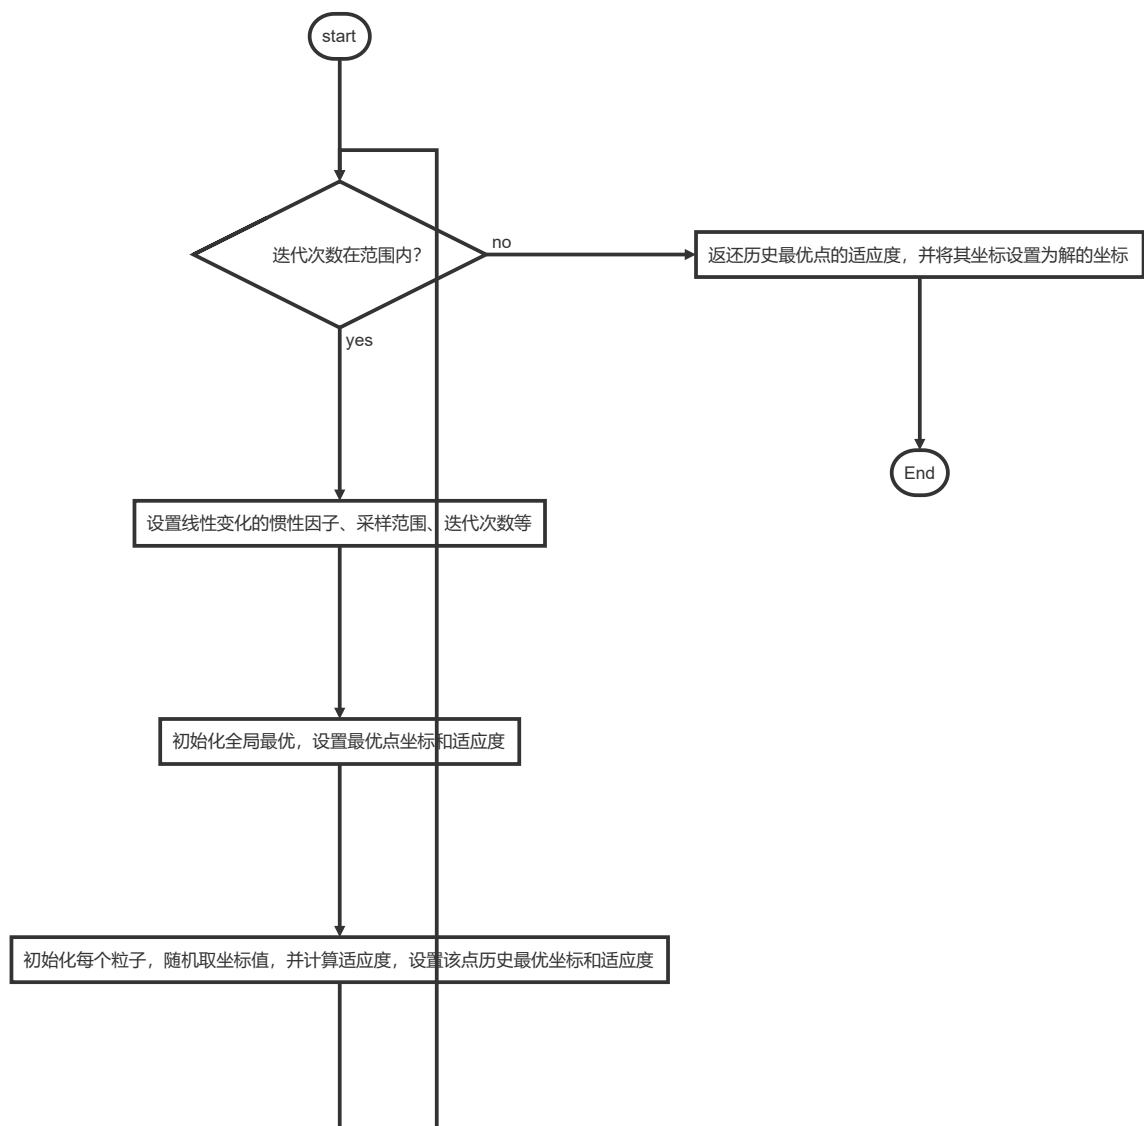 start
迭代次数在范围内?
no
返还历史最优点的适应度，并将其坐标设置为解的坐标
yes
End
设置线性变化的惯性因子、采样范围、迭代次数等
初始化全局最优，设置最优点坐标和适应度
初始化每个粒子，随机取坐标值，并计算适应度，设置该点历史最优坐标和适应度